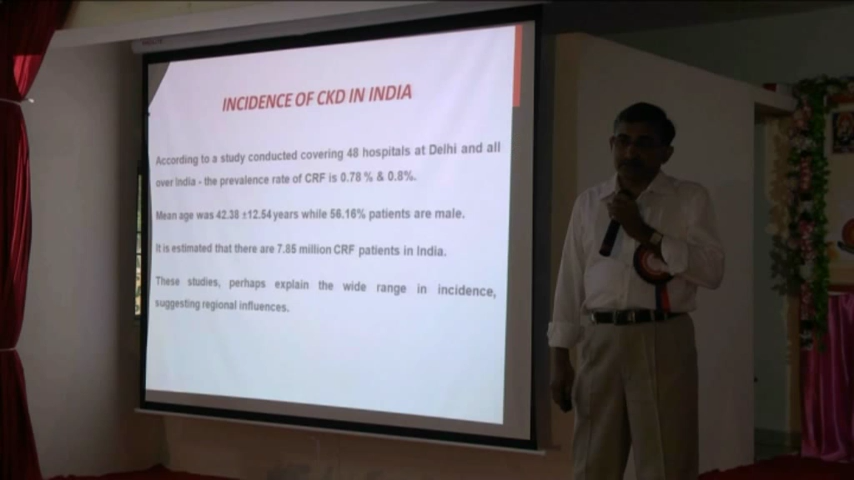 INCIDENCE OF CKD IN INDIA
According to a study conducted covering 48 hospitals at Delhi and all
over India - the prevalence rate of CRF is 0.78 % & 0.8%.
Mean age was 42.38 ±12.54 years while 56.16% patients are male.
It is estimated that there are 7.85 million CRF patients in India.
These studies, perhaps explain the wide range in incidence,
suggesting regional influences.